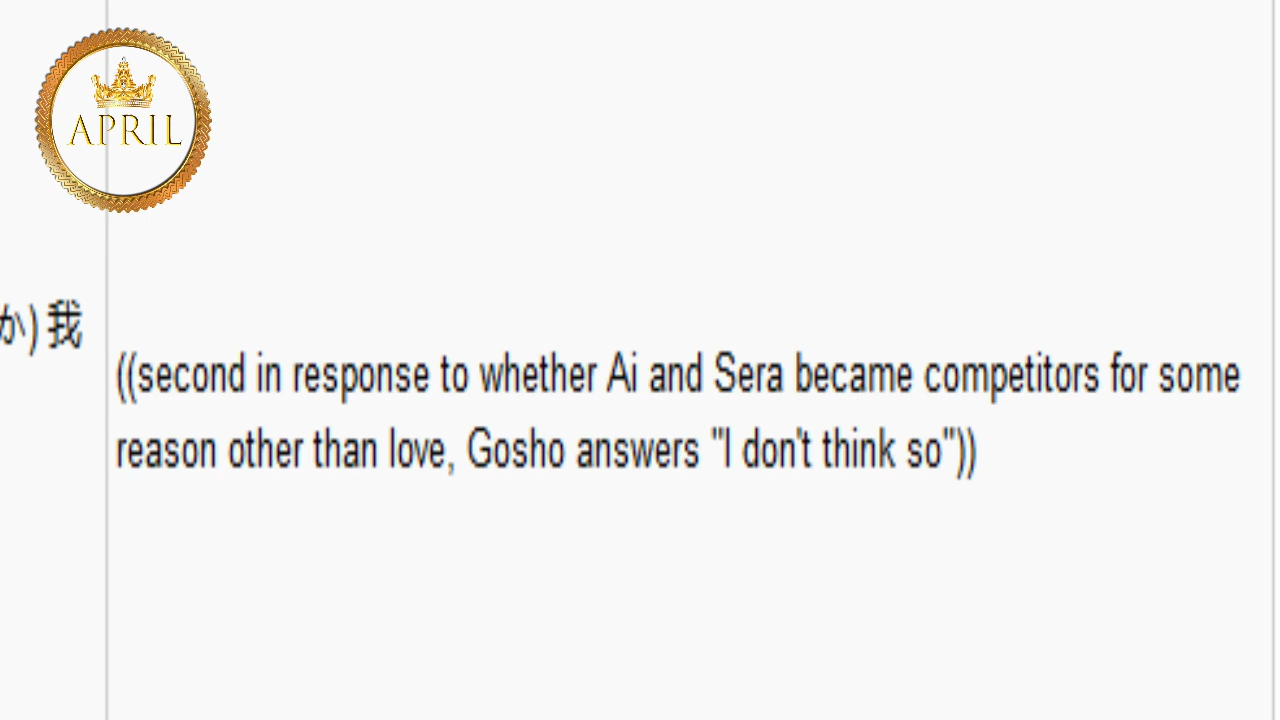 APRIL
か) 我
((second in response to whether Ai and Sera became competitors for some
reason other than love, Gosho answers "I don't think so"))